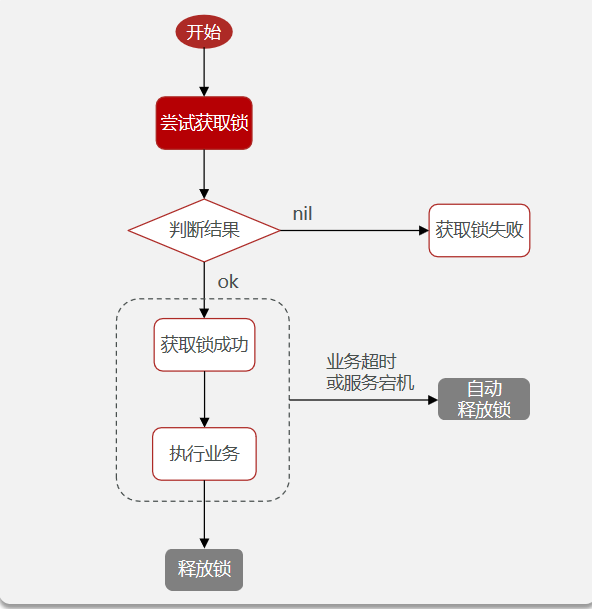 开始
尝试获取锁
判断结果
nil
获取锁失败
ok
获取锁成功
业务超时
或服务宕机
自动
释放锁
执行业务
释放锁